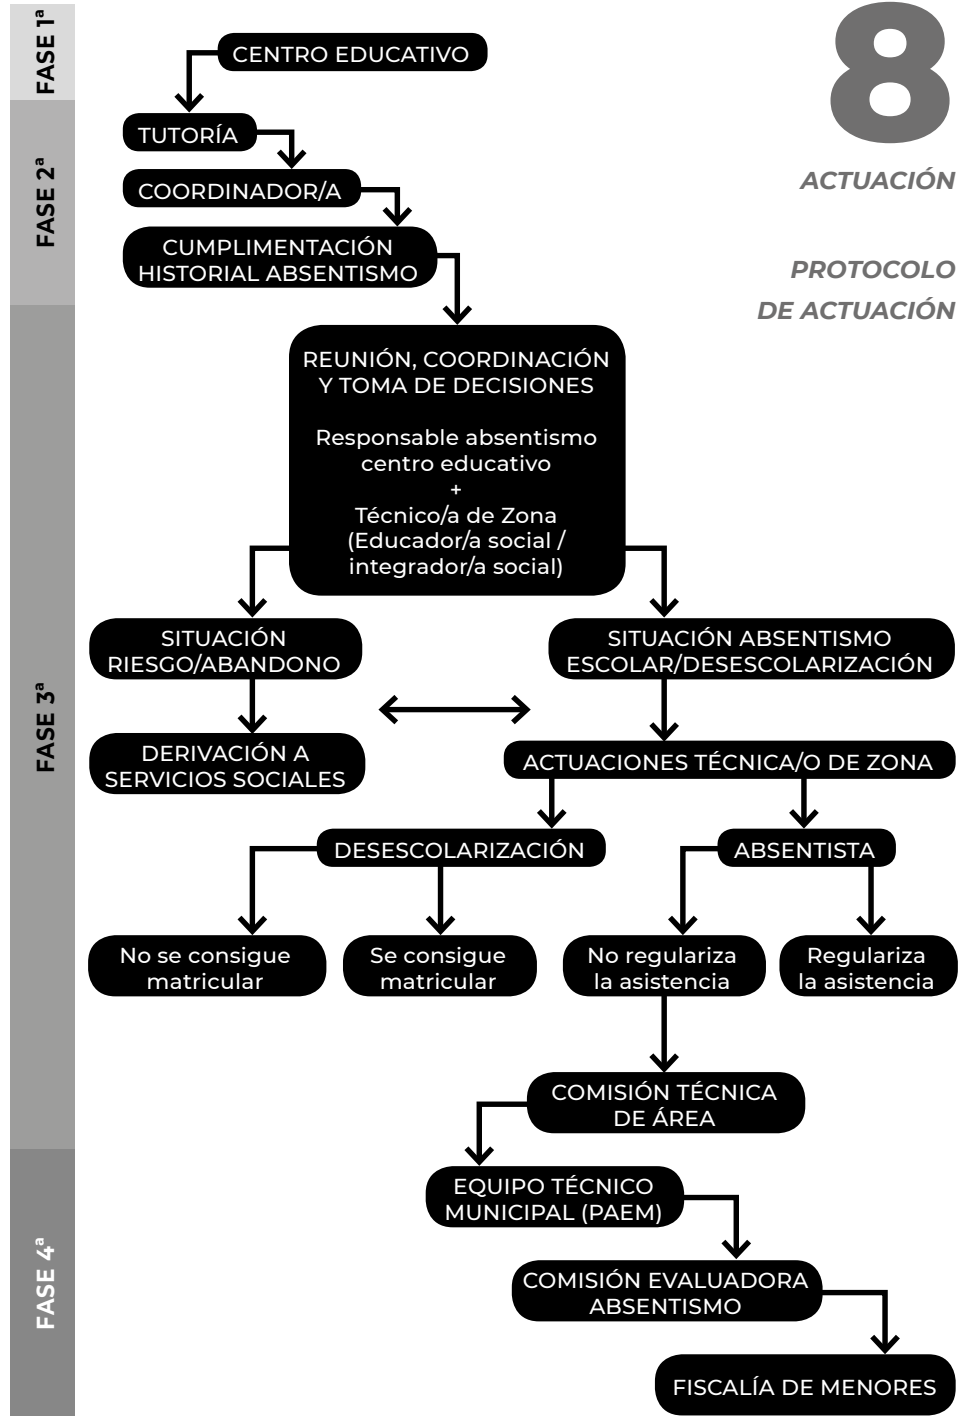 FASE 1ª
CENTRO EDUCATIVO
8
ACTUACIÓN
PROTOCOLO
DE ACTUACIÓN
FASE 2ª
TUTORÍA
COORDINADOR/A
CUMPLIMENTACIÓN
HISTORIAL ABSENTISMO
FASE 3ª
REUNIÓN, COORDINACIÓN
Y TOMA DE DECISIONES
Responsable absentismo
centro educativo
+
Técnico/a de Zona
(Educador/a social /
integrador/a social)
SITUACIÓN
RIESGO/ABANDONO
SITUACIÓN ABSENTISMO
ESCOLAR/DESESCOLARIZACIÓN
DERIVACIÓN A
SERVICIOS SOCIALES
ACTUACIONES TÉCNICA/O DE ZONA
DESESCOLARIZACIÓN
ABSENTISTA
No se consigue
matricular
Se consigue
matricular
No regulariza
la asistencia
Regulariza
la asistencia
COMISIÓN TÉCNICA
DE ÁREA
FASE 4ª
EQUIPO TÉCNICO
MUNICIPAL (PAEM)
COMISIÓN EVALUADORA
ABSENTISMO
FISCALÍA DE MENORES